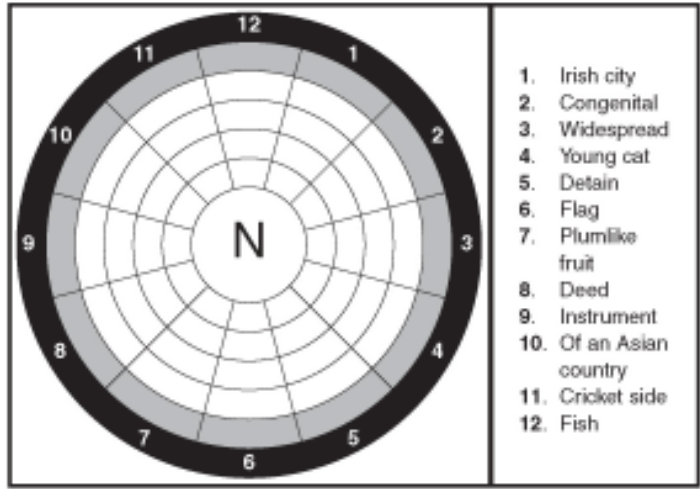 12
11
1
10
2
N
9
3
8
4
7
5
6
1. Irish city
2. Congenital
3. Widespread
4. Young cat
5. Detain
6. Flag
7. Plumlike
fruit
8. Deed
9. Instrument
10. Of an Asian
country
11. Cricket side
12. Fish